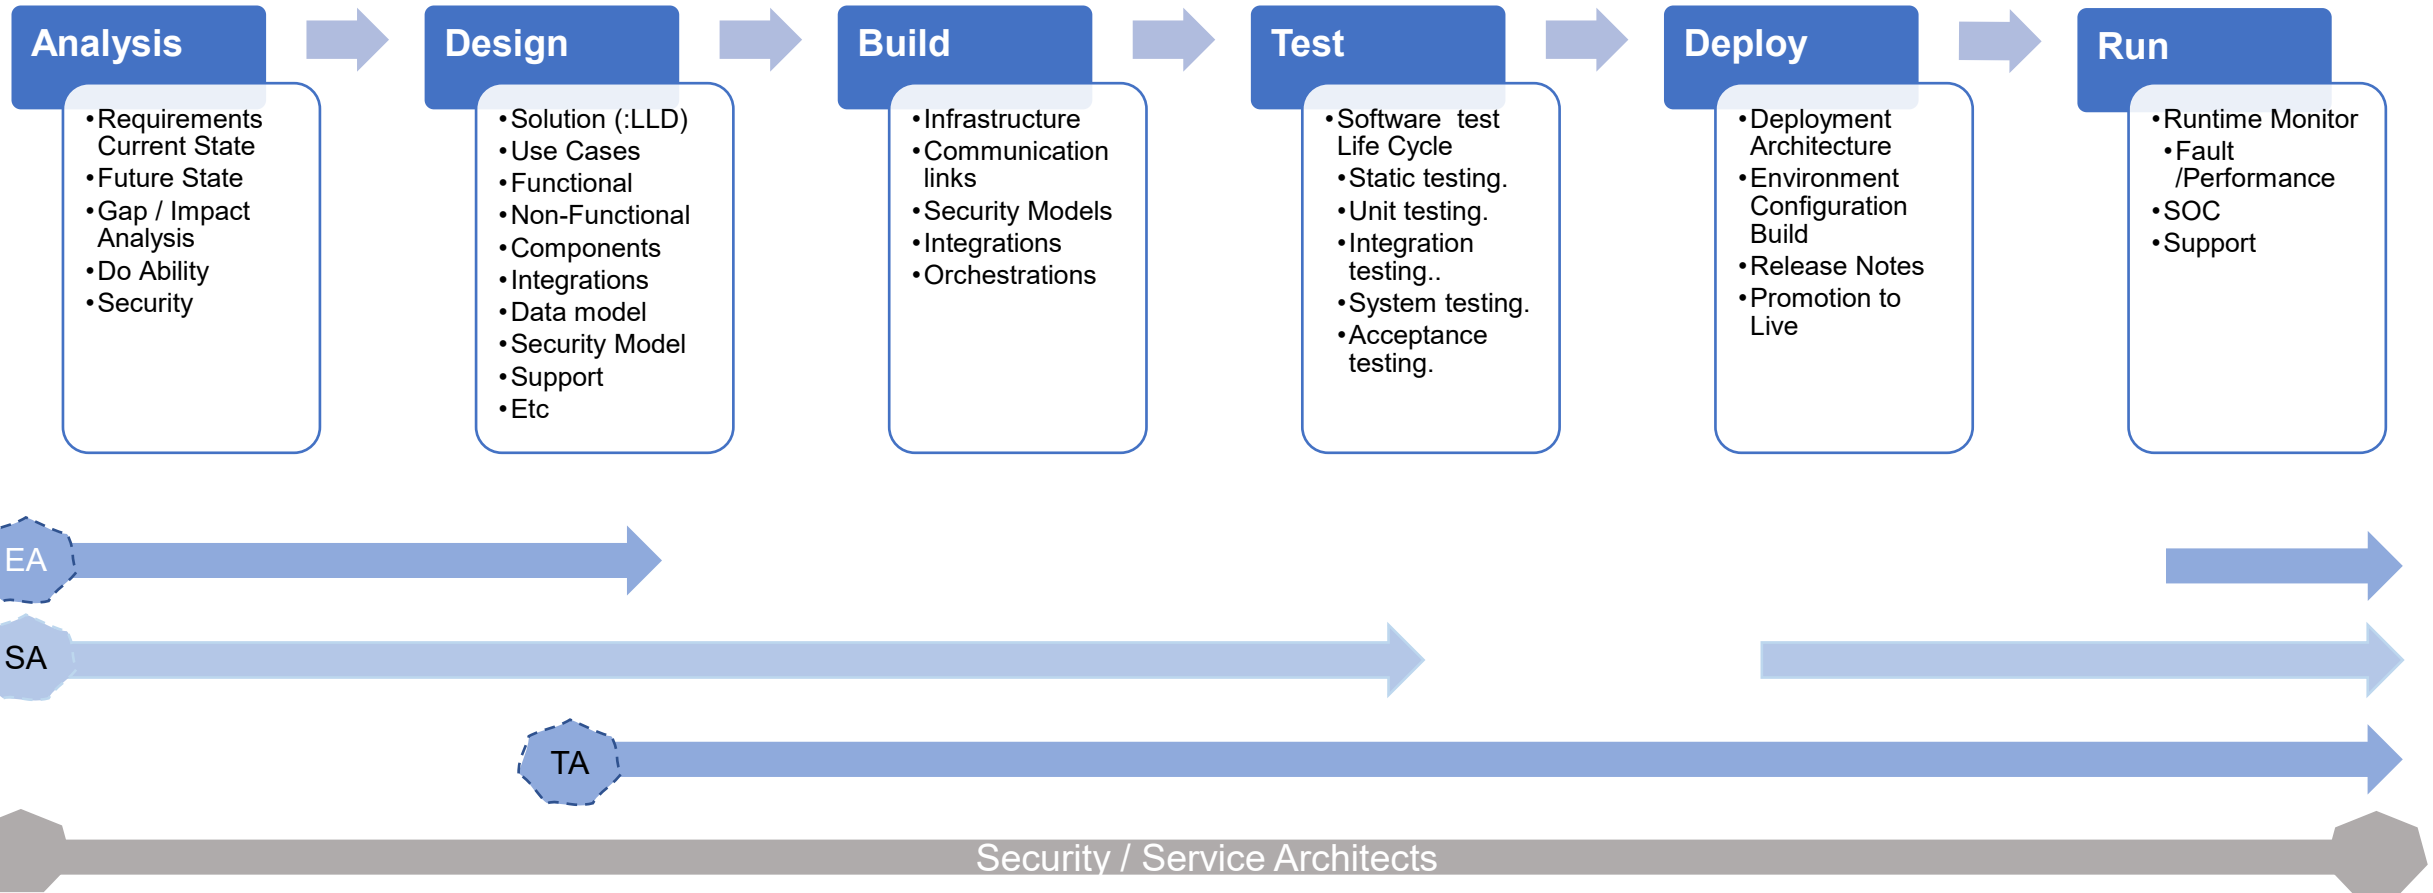 Analysis
•Requirements
Current State
•Future State
•Gap / Impact
Analysis
•Do Ability
•Security
Design
•Solution (:LLD)
•Use Cases
•Functional
•Non-Functional
•Components
•Integrations
•Data model
•Security Model
•Support
•Etc
Build
•Infrastructure
•Communication
links
•Security Models
•Integrations
•Orchestrations
Test
•Software  test
Life Cycle
•Static testing.
•Unit testing.
•Integration
testing..
•System testing.
•Acceptance
testing.
Deploy
•Deployment
Architecture
•Environment
Configuration
Build
•Release Notes
•Promotion to
Live
Run
•Runtime Monitor
•Fault
/Performance
•SOC
•Support
EA
SA
TA
Security / Service Architects